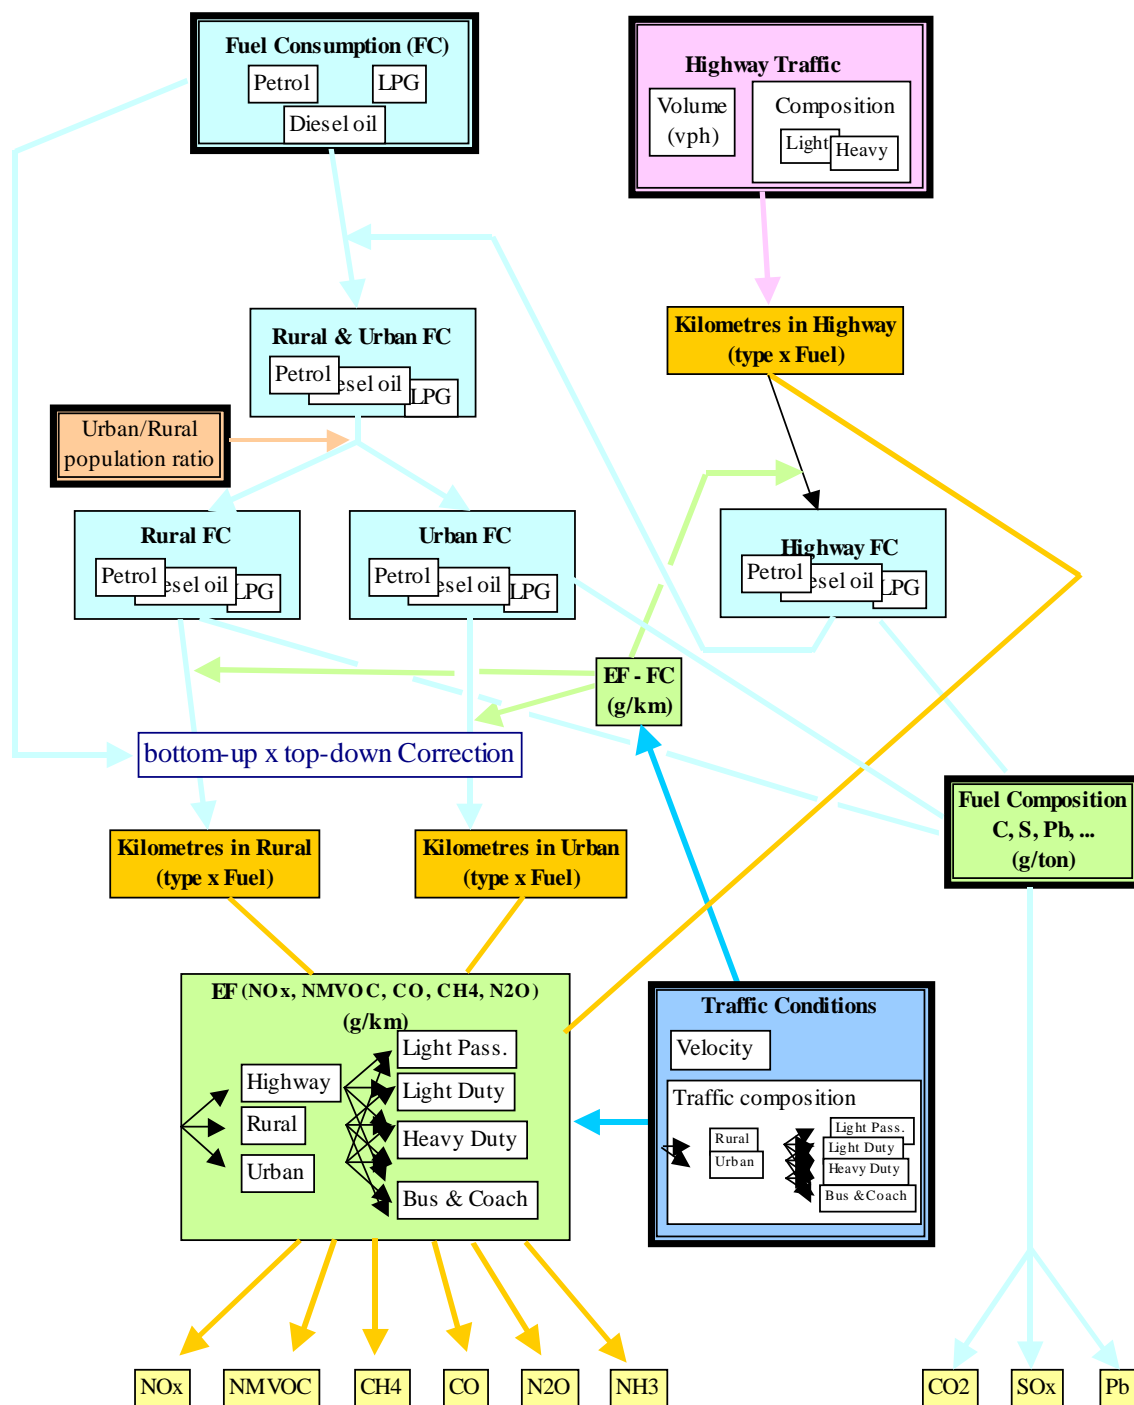 Fuel Consumption (FC)
Petrol
LPG
Diesel oil
Highway Traffic
Volume
(vph)
Composition
Light
Heavy
Kilometres in Highway
(type x Fuel)
Rural & Urban FC
Petrol
esel oil
LPG
Urban/Rural
population ratio
Rural FC
Petrol
esel oil
LPG
Urban FC
Petrol
esel oil
LPG
Highway FC
Petrol
esel oil
LPG
EF - FC
(g/km)
bottom-up x top-down Correction
Fuel Composition
C, S, Pb, ...
(g/ton)
Kilometres in Rural
(type x Fuel)
Kilometres in Urban
(type x Fuel)
EF (NOx, NMVOC, CO, CH4, N2O)
(g/km)
Highway
Rural
Urban
Light Pass.
Light Duty
Heavy Duty
Bus & Coach
Traffic Conditions
Velocity
Traffic composition
Rural
Urban
Light Pass.
Light Duty
Heavy Duty
Bus & Coach
NOx
NMVOC
CH4
CO
N2O
NH3
CO2
SOx
Pb